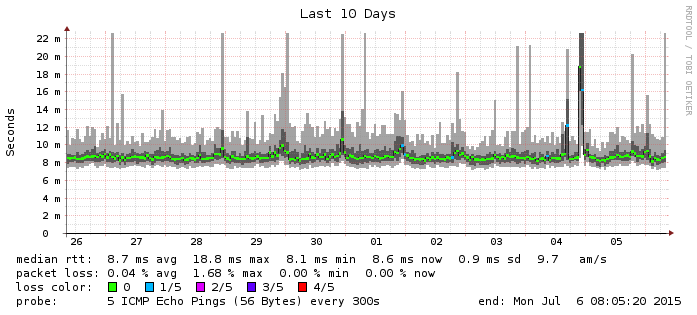 Last 10 Days
RRDTOOL / TOBI OETIKER
Seconds
22 m
20 m
18 m
16 m
14 m
12 m
10 m
8 m
6 m
4 m
2 m
0
26 27 28 29 30 01 02 03 04 05
median rtt: 8.7 ms avg 18.8 ms max 8.1 ms min 8.6 ms now 0.9 ms sd 9.7 am/s
packet loss: 0.04 % avg 1.68 % max 0.00 % min 0.00 % now
loss color: 0 1/5 2/5 3/5 4/5
probe: 5 ICMP Echo Pings (56 Bytes) every 300s end: Mon Jul 6 08:05:20 2015